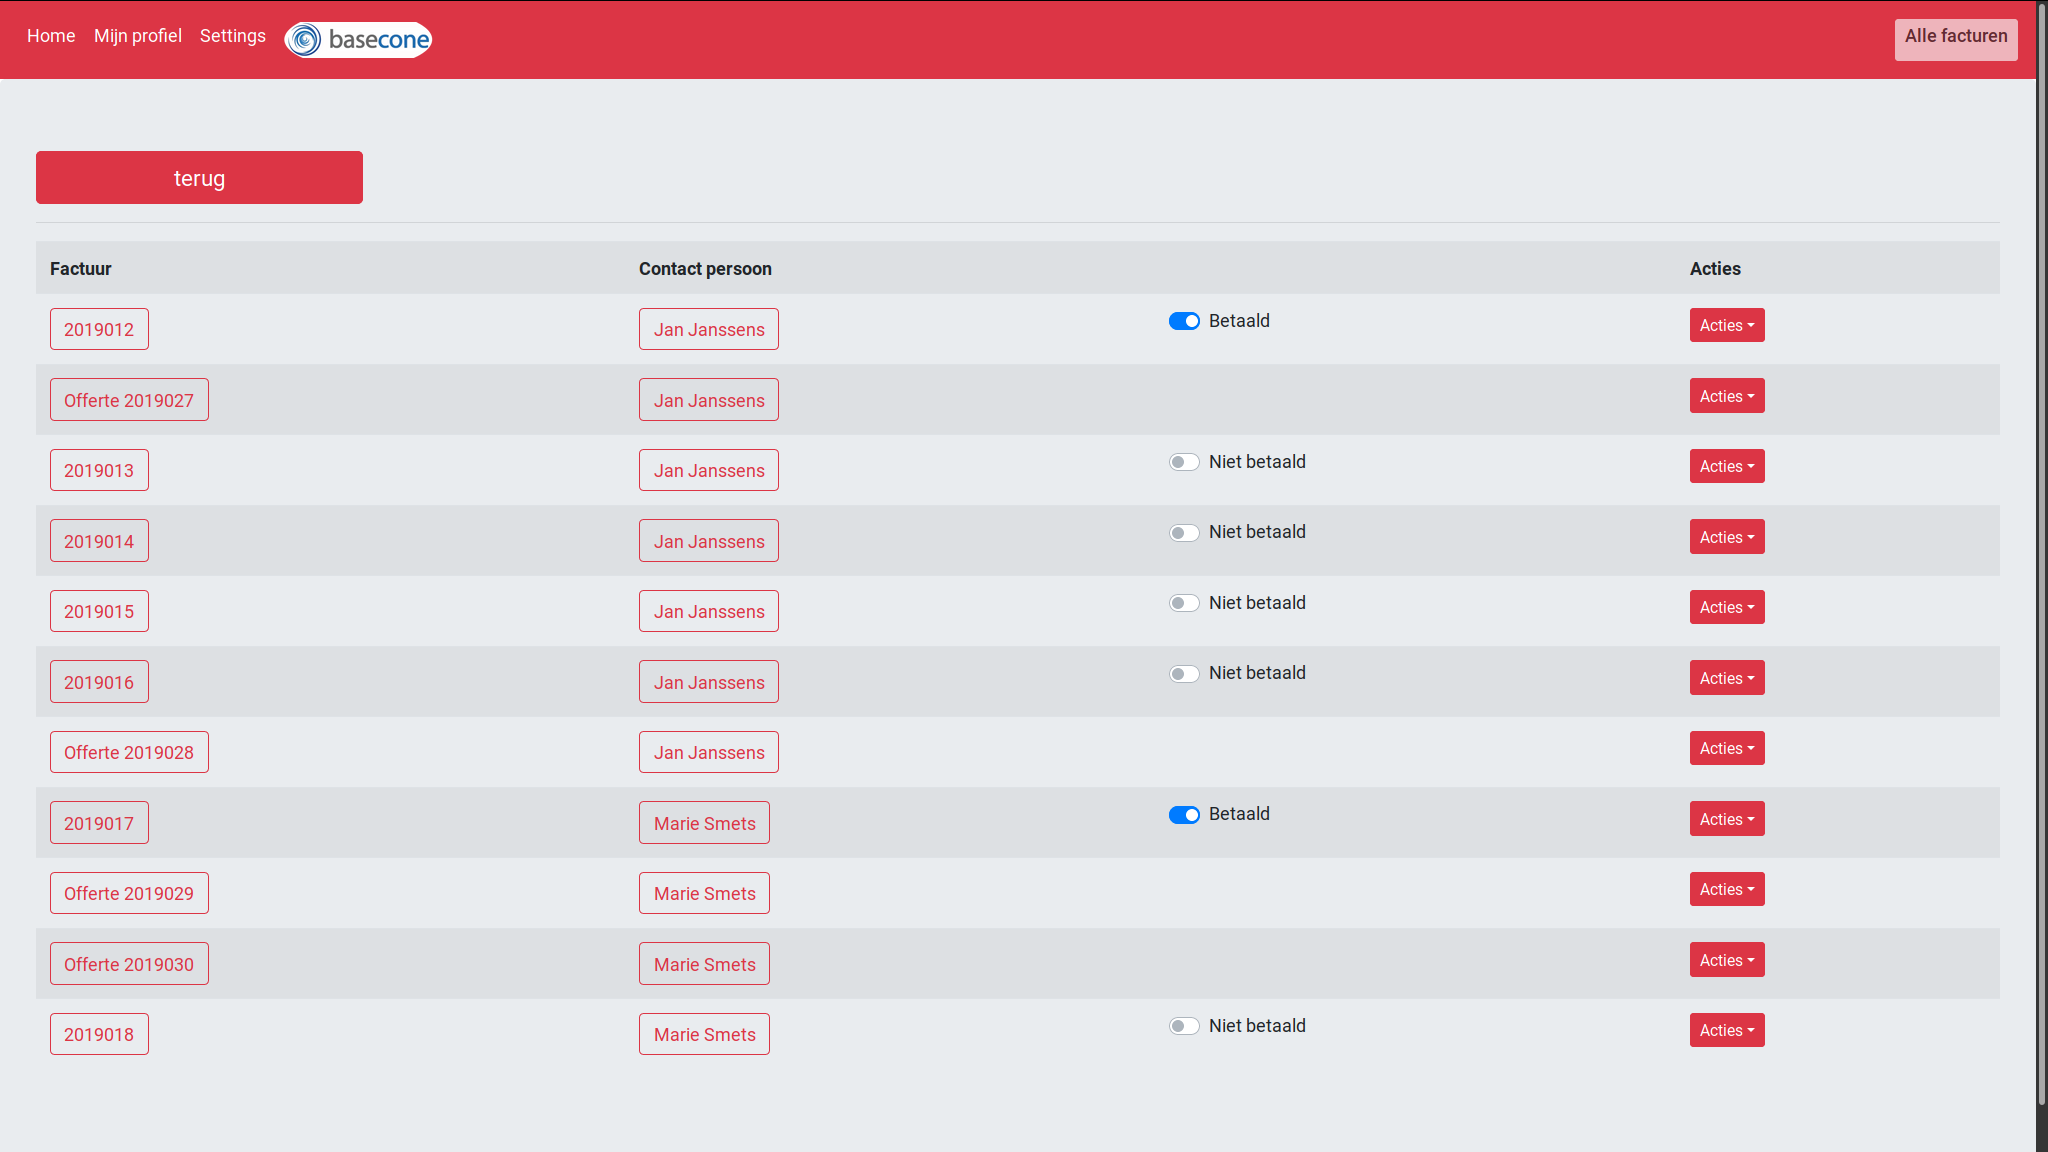 Home Mijn profiel Settings basecone Alle facturen
terug
Factuur Contact persoon Acties
2019012 Jan Janssens Betaald Acties
Offerte 2019027 Jan Janssens Acties
2019013 Jan Janssens Niet betaald Acties
2019014 Jan Janssens Niet betaald Acties
2019015 Jan Janssens Niet betaald Acties
2019016 Jan Janssens Niet betaald Acties
Offerte 2019028 Jan Janssens Acties
2019017 Marie Smets Betaald Acties
Offerte 2019029 Marie Smets Acties
Offerte 2019030 Marie Smets Acties
2019018 Marie Smets Niet betaald Acties